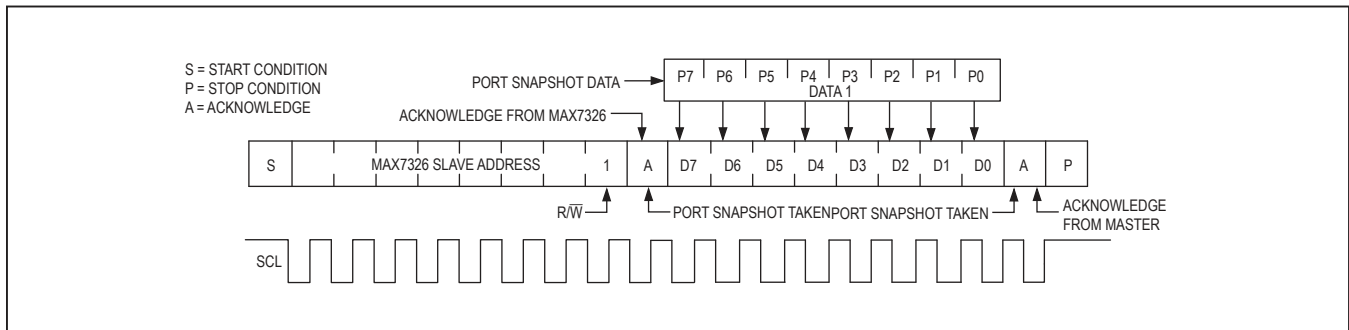 S = START CONDITION
P = STOP CONDITION
A = ACKNOWLEDGE
PORT SNAPSHOT DATA
P7 P6 P5 P4 P3 P2 P1 P0
DATA 1
ACKNOWLEDGE FROM MAX7326
S MAX7326 SLAVE ADDRESS 1 A D7 D6 D5 D4 D3 D2 D1 D0 A P
R/W̅ PORT SNAPSHOT TAKEN PORT SNAPSHOT TAKEN ACKNOWLEDGE
FROM MASTER
SCL